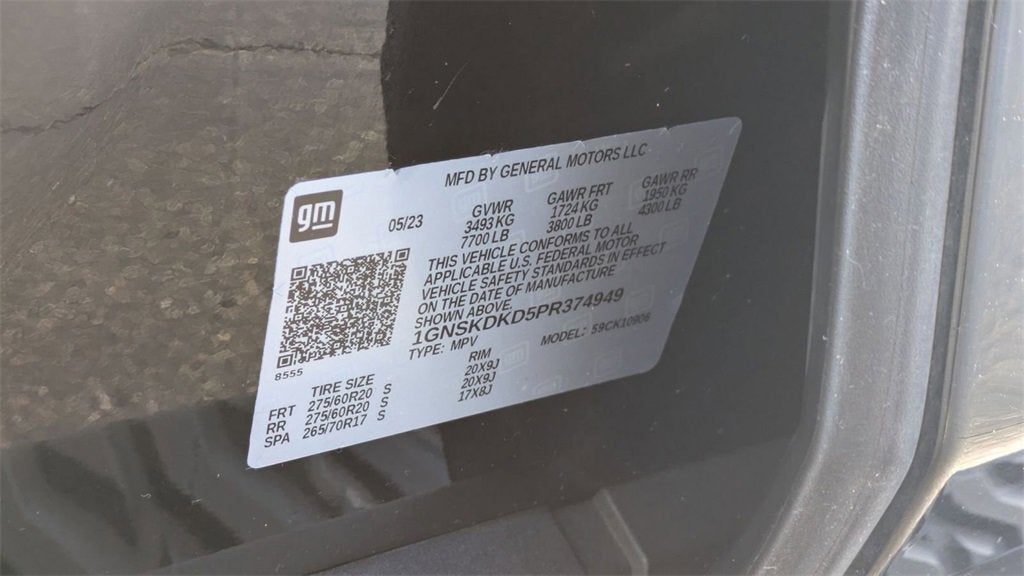 MFD BY GENERAL MOTORS LLC
gm
05/23
GVWR GAWR FRT GAWR RR
3493 KG 1724 KG 1950 KG
7700 LB 3800 LB 4300 LB
THIS VEHICLE CONFORMS TO ALL
APPLICABLE U.S. FEDERAL MOTOR
VEHICLE SAFETY STANDARDS IN EFFECT
ON THE DATE OF MANUFACTURE
SHOWN ABOVE.
1GNSKDKD5PR374949
TYPE: MPV MODEL: 59CK10906
8555
TIRE SIZE RIM
FRT 275/60R20 S 20X9J
RR 275/60R20 S 20X9J
SPA 265/70R17 S 17X8J